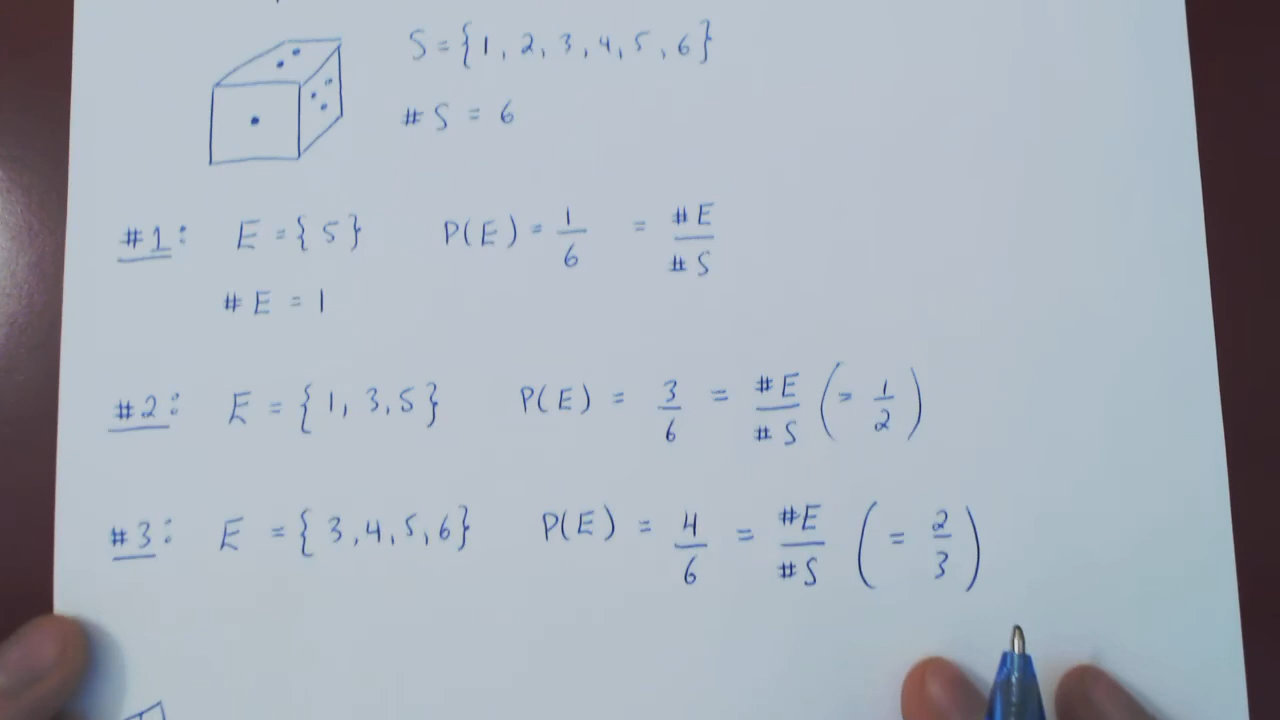 S = {1, 2, 3, 4, 5, 6}
# S = 6
#1: E = {5} P(E) = 1/6 = #E/#S
# E = 1
#2: E = {1, 3, 5} P(E) = 3/6 = #E/#S (= 1/2)
#3: E = {3, 4, 5, 6} P(E) = 4/6 = #E/#S (= 2/3)